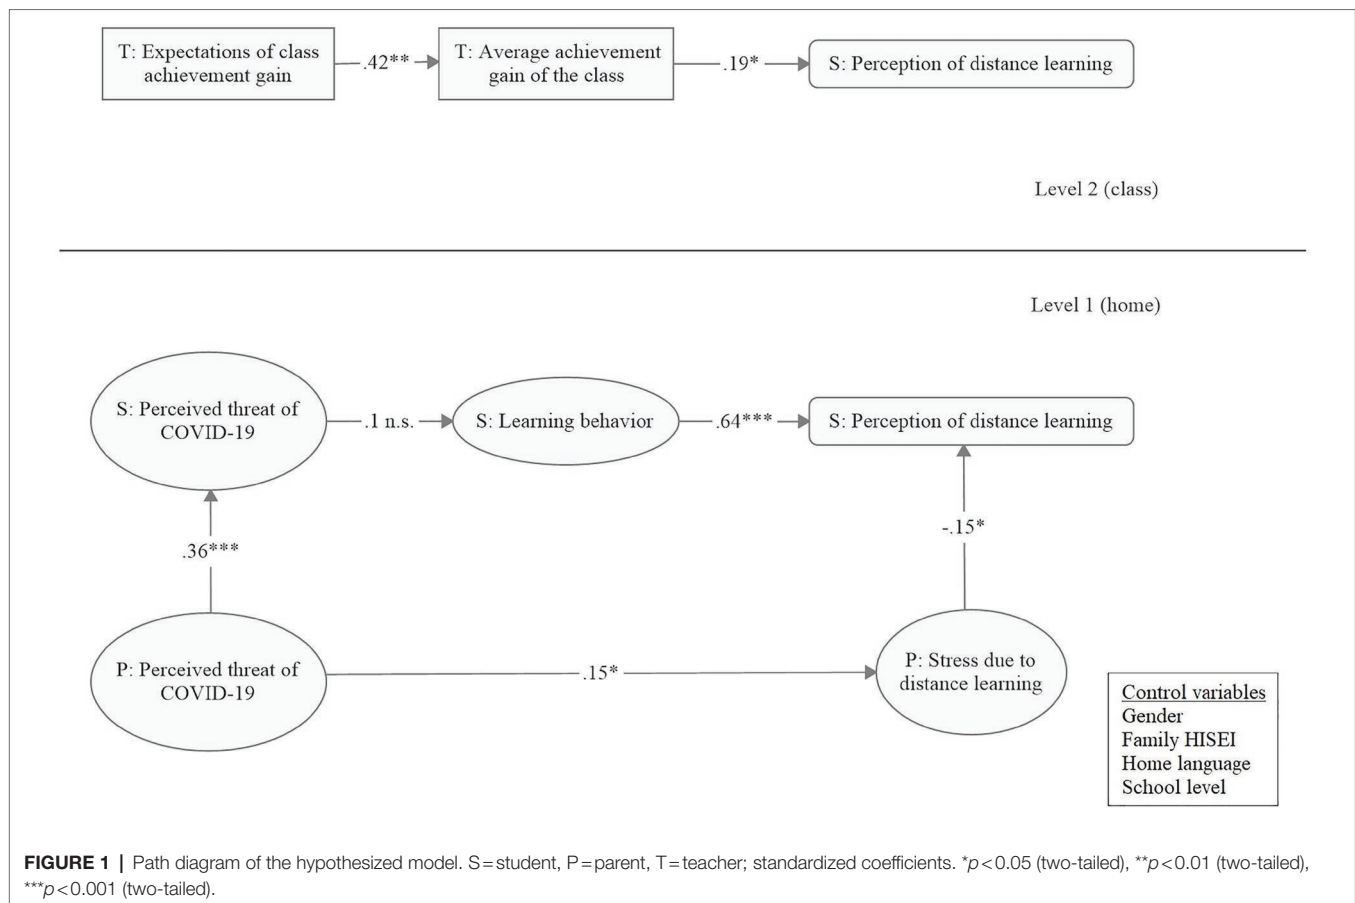 T: Expectations of class
achievement gain
.42**
T: Average achievement
gain of the class
.19*
S: Perception of distance learning
Level 2 (class)
Level 1 (home)
S: Perceived threat of
COVID-19
.1 n.s.
S: Learning behavior
.64***
S: Perception of distance learning
.36***
-.15*
P: Perceived threat of
COVID-19
.15*
P: Stress due to
distance learning
Control variables
Gender
Family HISEI
Home language
School level
FIGURE 1 | Path diagram of the hypothesized model. S=student, P=parent, T=teacher; standardized coefficients. *p<0.05 (two-tailed), **p<0.01 (two-tailed),
***p<0.001 (two-tailed).